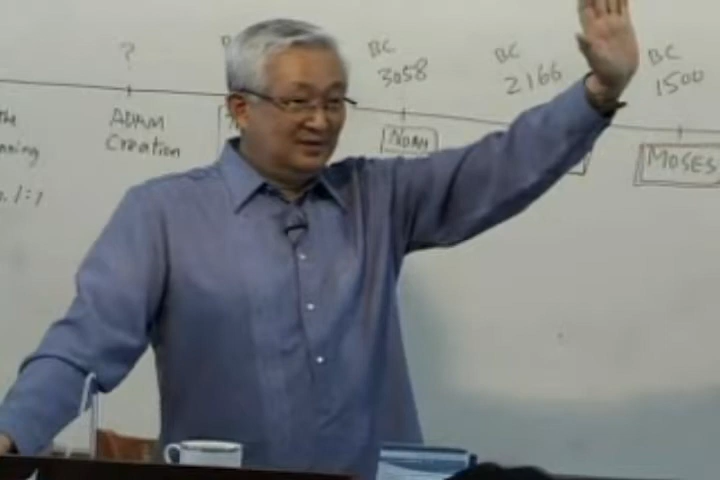 ?
BC
3058
BC
2166
BC
1500
ADAM
Creation
NOAH
MOSES